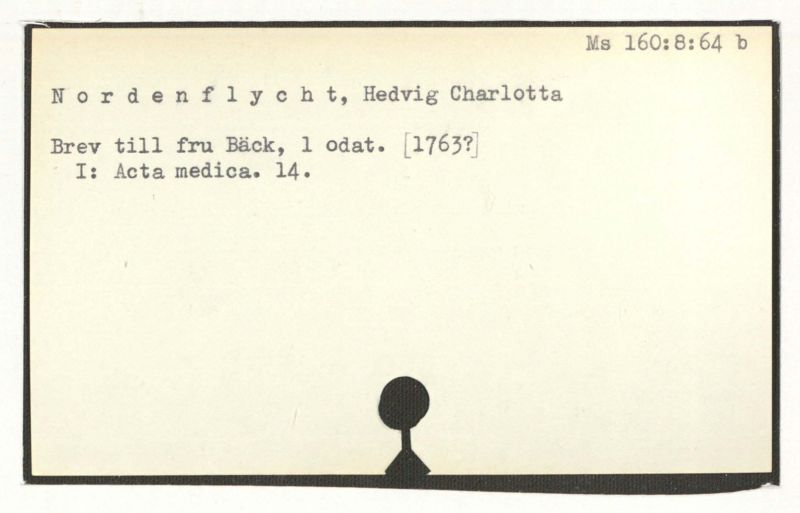 Ms 160:8:64 b
N o r d e n f l y c h t, Hedvig Charlotta
Brev till fru Bäck, 1 odat. [1763?]
I: Acta medica. 14.